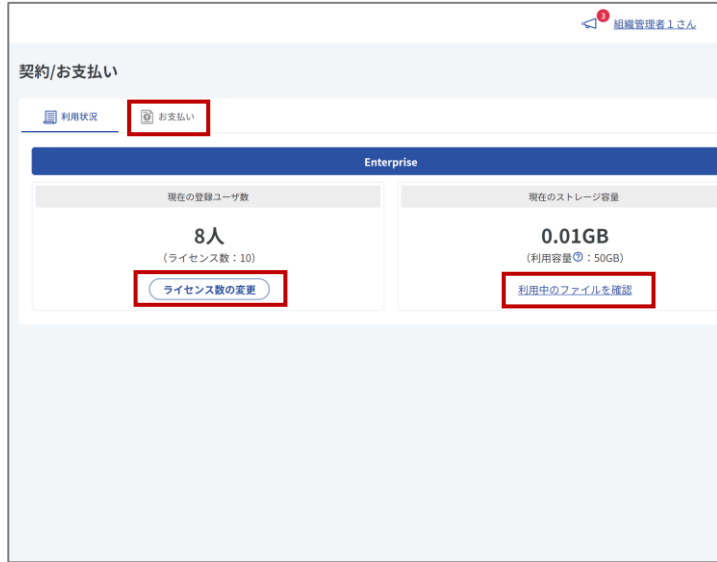 3 組織管理者１さん
契約/お支払い
利用状況 お支払い
Enterprise
現在の登録ユーザ数 現在のストレージ容量
8人 0.01GB
(ライセンス数：10) (利用容量?：50GB)
ライセンス数の変更 利用中のファイルを確認